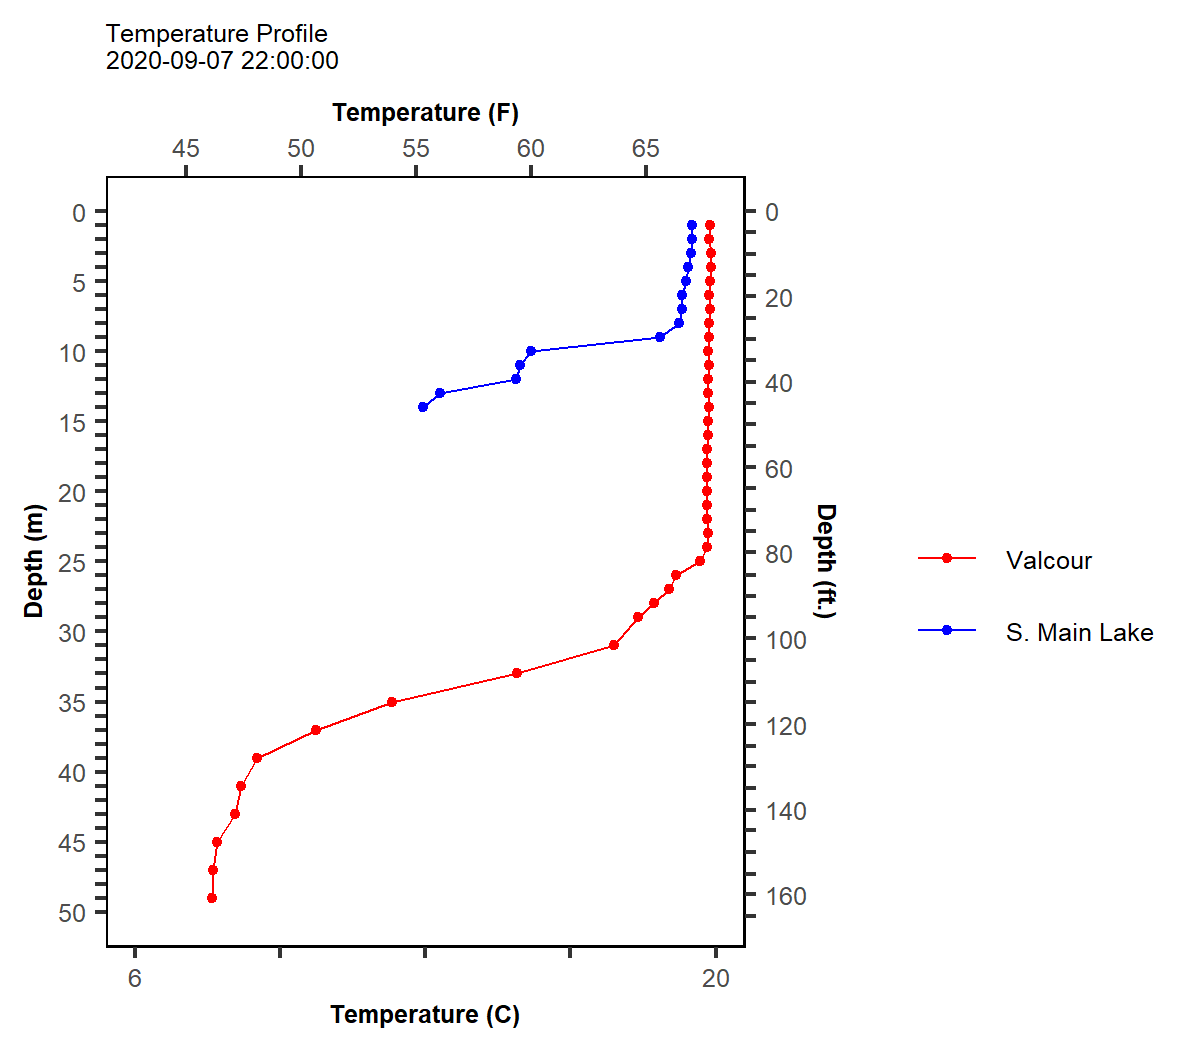 Temperature Profile
2020-09-07 22:00:00
Temperature (F)
45 50 55 60 65
0
5
10
15
20
25
30
35
40
45
50
Depth (m)
0
20
40
60
80
100
120
140
160
Depth (ft.)
Valcour
S. Main Lake
6 20
Temperature (C)